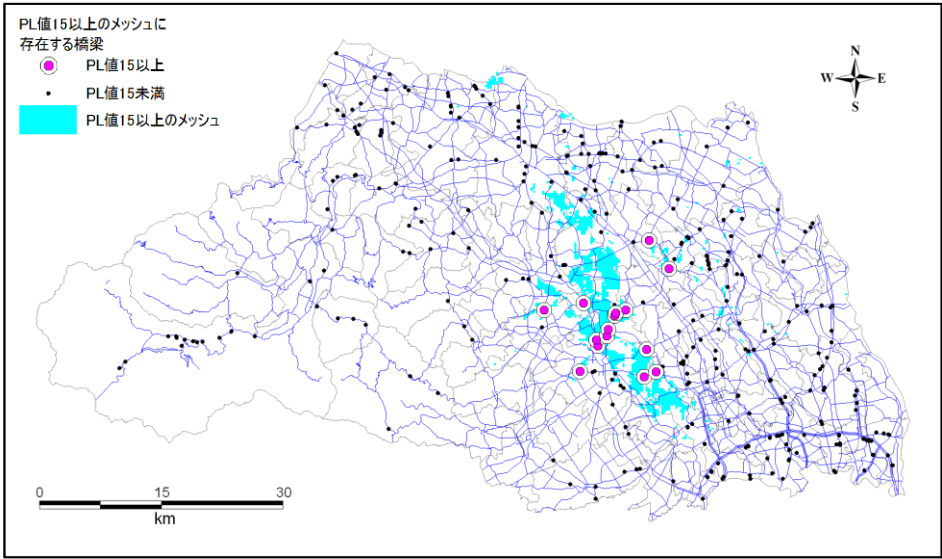 PL値15以上のメッシュに
存在する橋梁
PL値15以上
PL値15未満
PL値15以上のメッシュ
N
W E
S
0 15 30
km